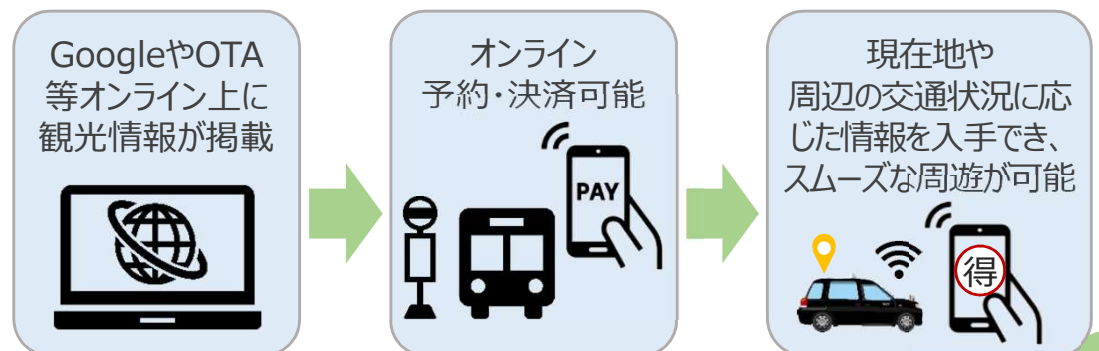 GoogleやOTA
等オンライン上に
観光情報が掲載
オンライン
予約・決済可能
PAY
現在地や
周辺の交通状況に応
じた情報を入手でき、
スムーズな周遊が可能
得